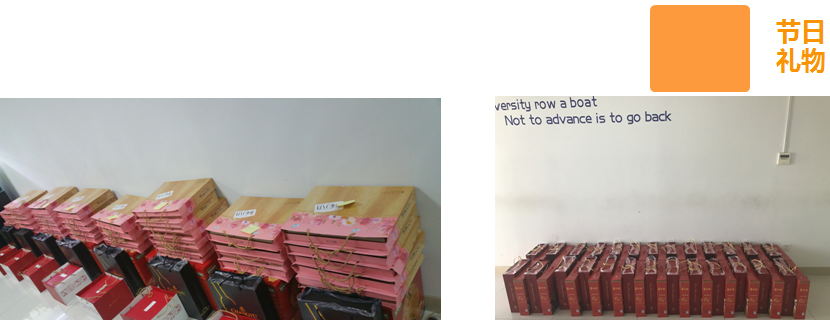 节日
礼物
versity row a boat
Not to advance is to go back